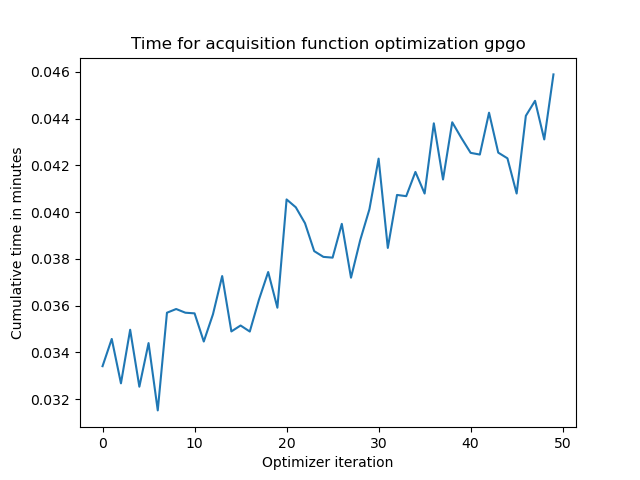 Time for acquisition function optimization gpgo
0.046
0.044
0.042
0.040
0.038
0.036
0.034
0.032
Cumulative time in minutes
0 10 20 30 40 50
Optimizer iteration